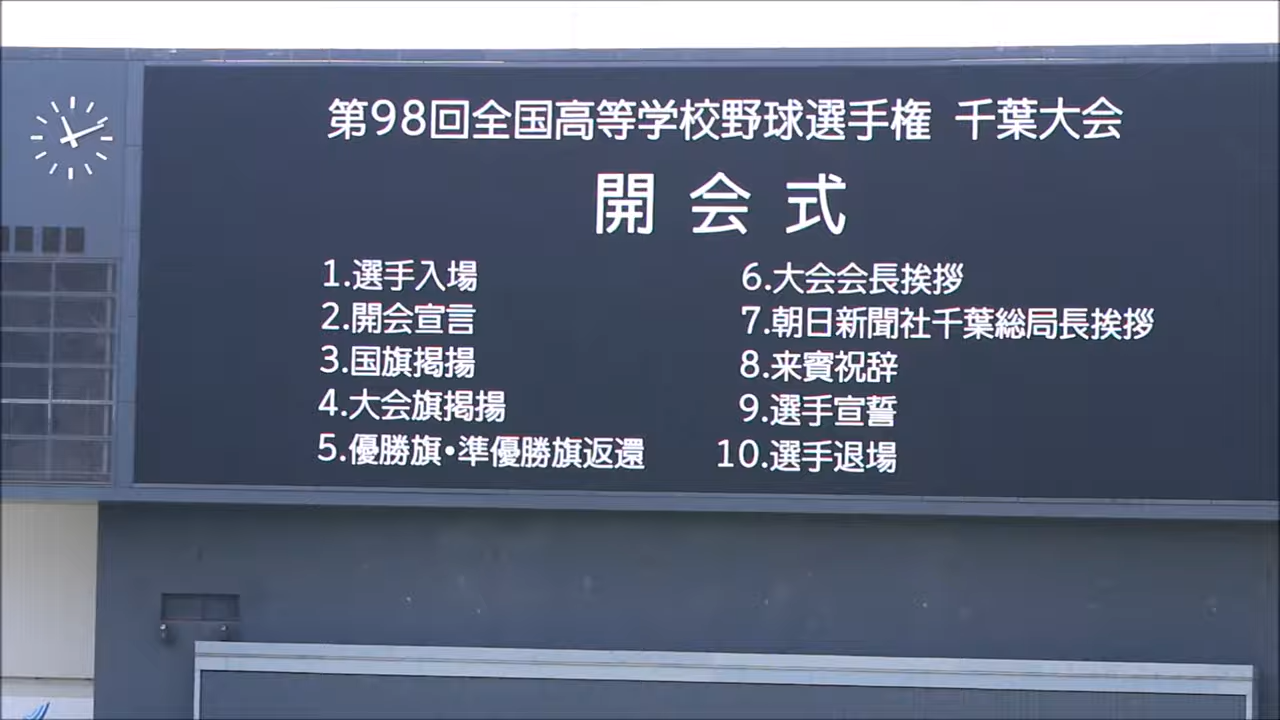 第98回全国高等学校野球選手権 千葉大会
開会式
1.選手入場
2.開会宣言
3.国旗掲揚
4.大会旗掲揚
5.優勝旗・準優勝旗返還
6.大会会長挨拶
7.朝日新聞社千葉総局長挨拶
8.来賓祝辞
9.選手宣誓
10.選手退場